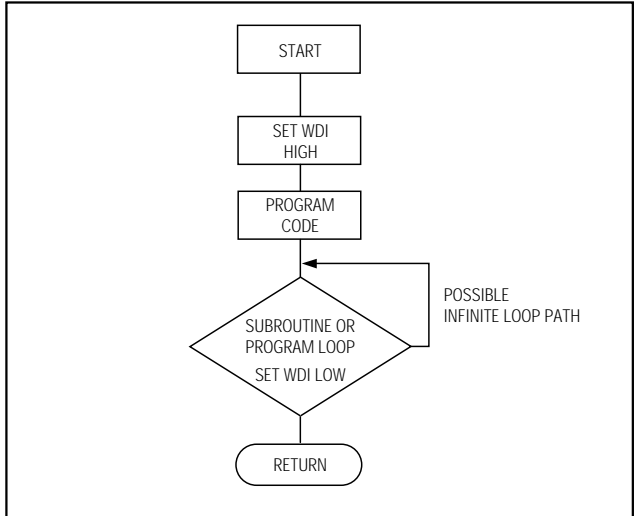 START
SET WDI
HIGH
PROGRAM
CODE
POSSIBLE
INFINITE LOOP PATH
SUBROUTINE OR
PROGRAM LOOP
SET WDI LOW
RETURN